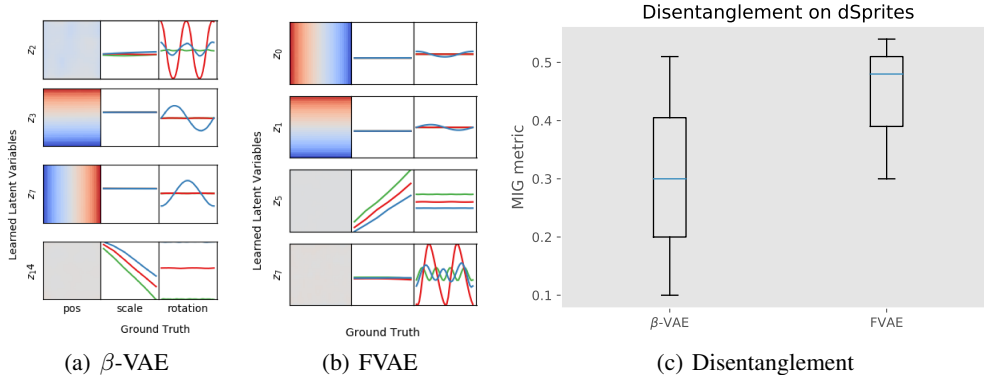 Learned Latent Variables
z2
z3
z7
z14
pos scale rotation
Ground Truth
(a) β-VAE
Learned Latent Variables
z0
z1
z5
z7
Ground Truth
(b) FVAE
Disentanglement on dSprites
MIG metric
0.5
0.4
0.3
0.2
0.1
β-VAE FVAE
(c) Disentanglement